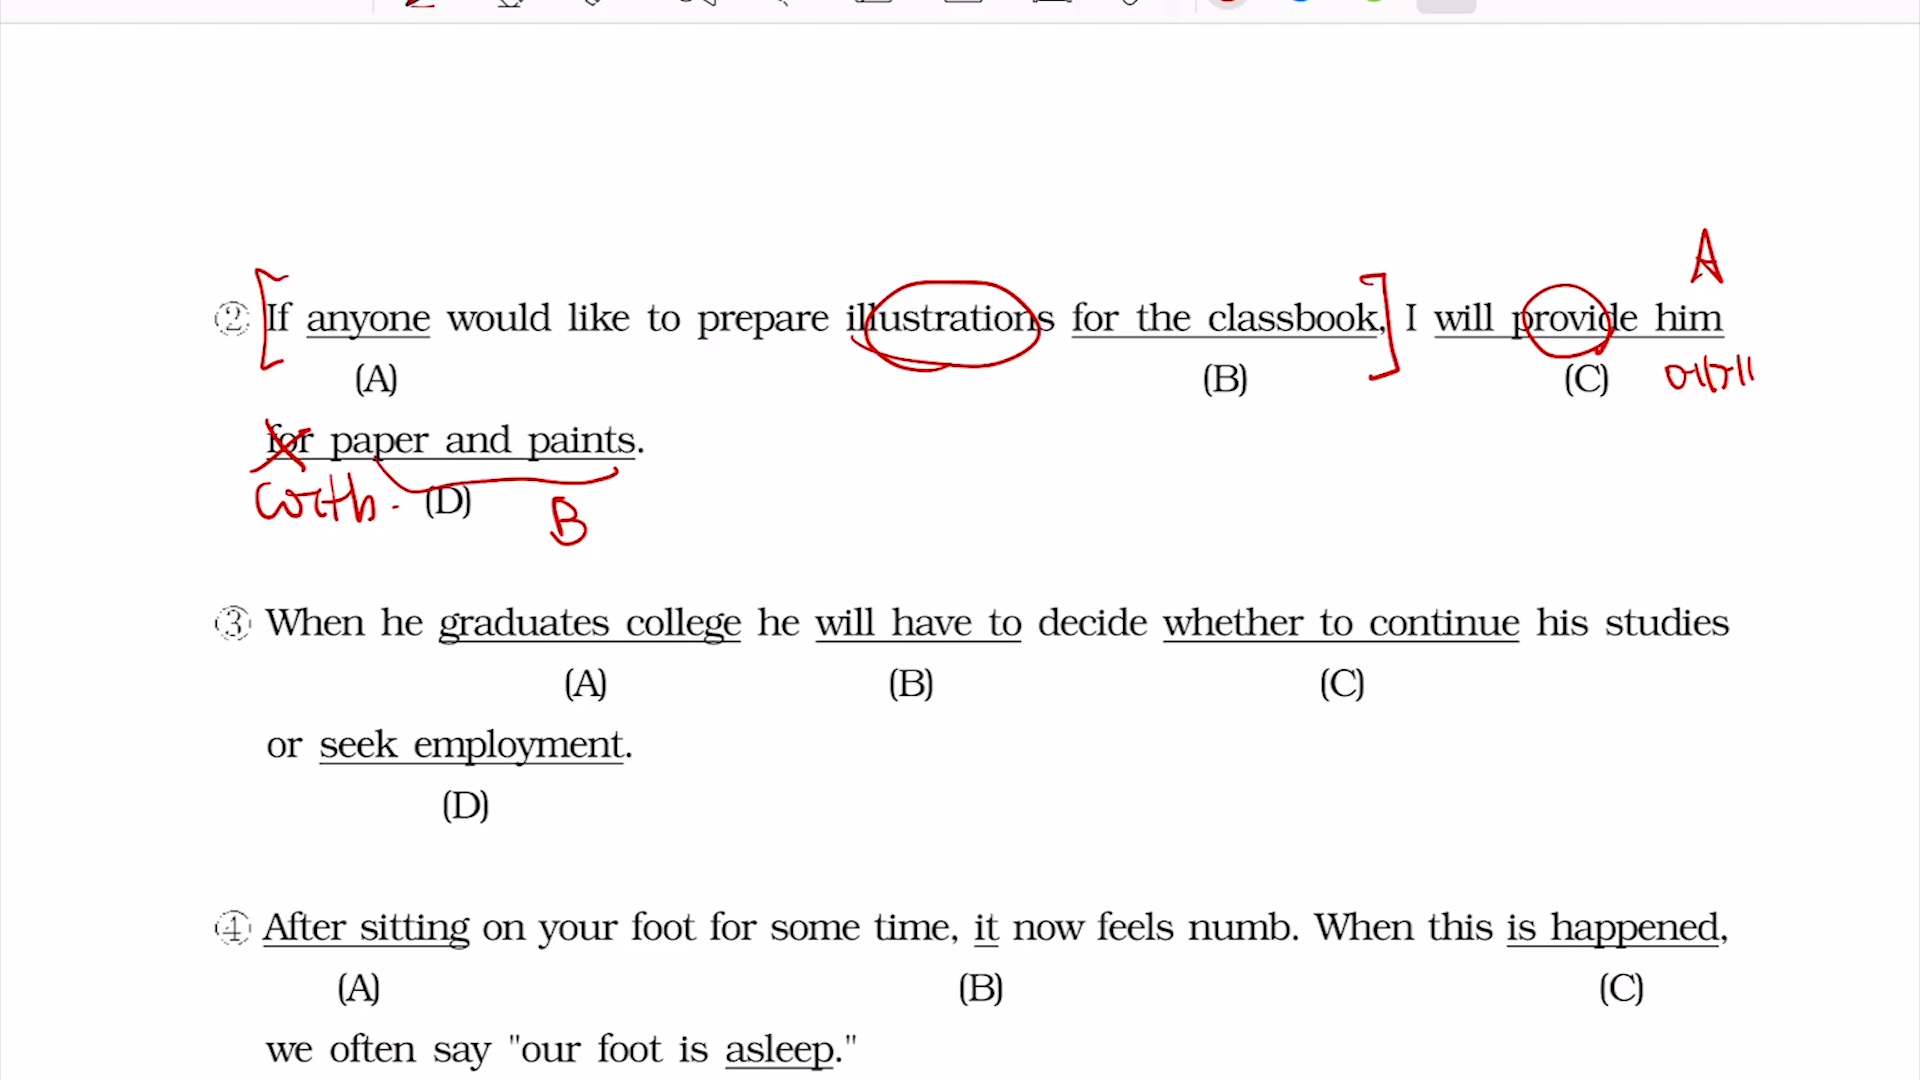 A
② If anyone would like to prepare illustrations for the classbook, I will provide him
(A) (B) (C) 에게
for paper and paints.
with. (D) B
③ When he graduates college he will have to decide whether to continue his studies
(A) (B) (C)
or seek employment.
(D)
④ After sitting on your foot for some time, it now feels numb. When this is happened,
(A) (B) (C)
we often say "our foot is asleep."